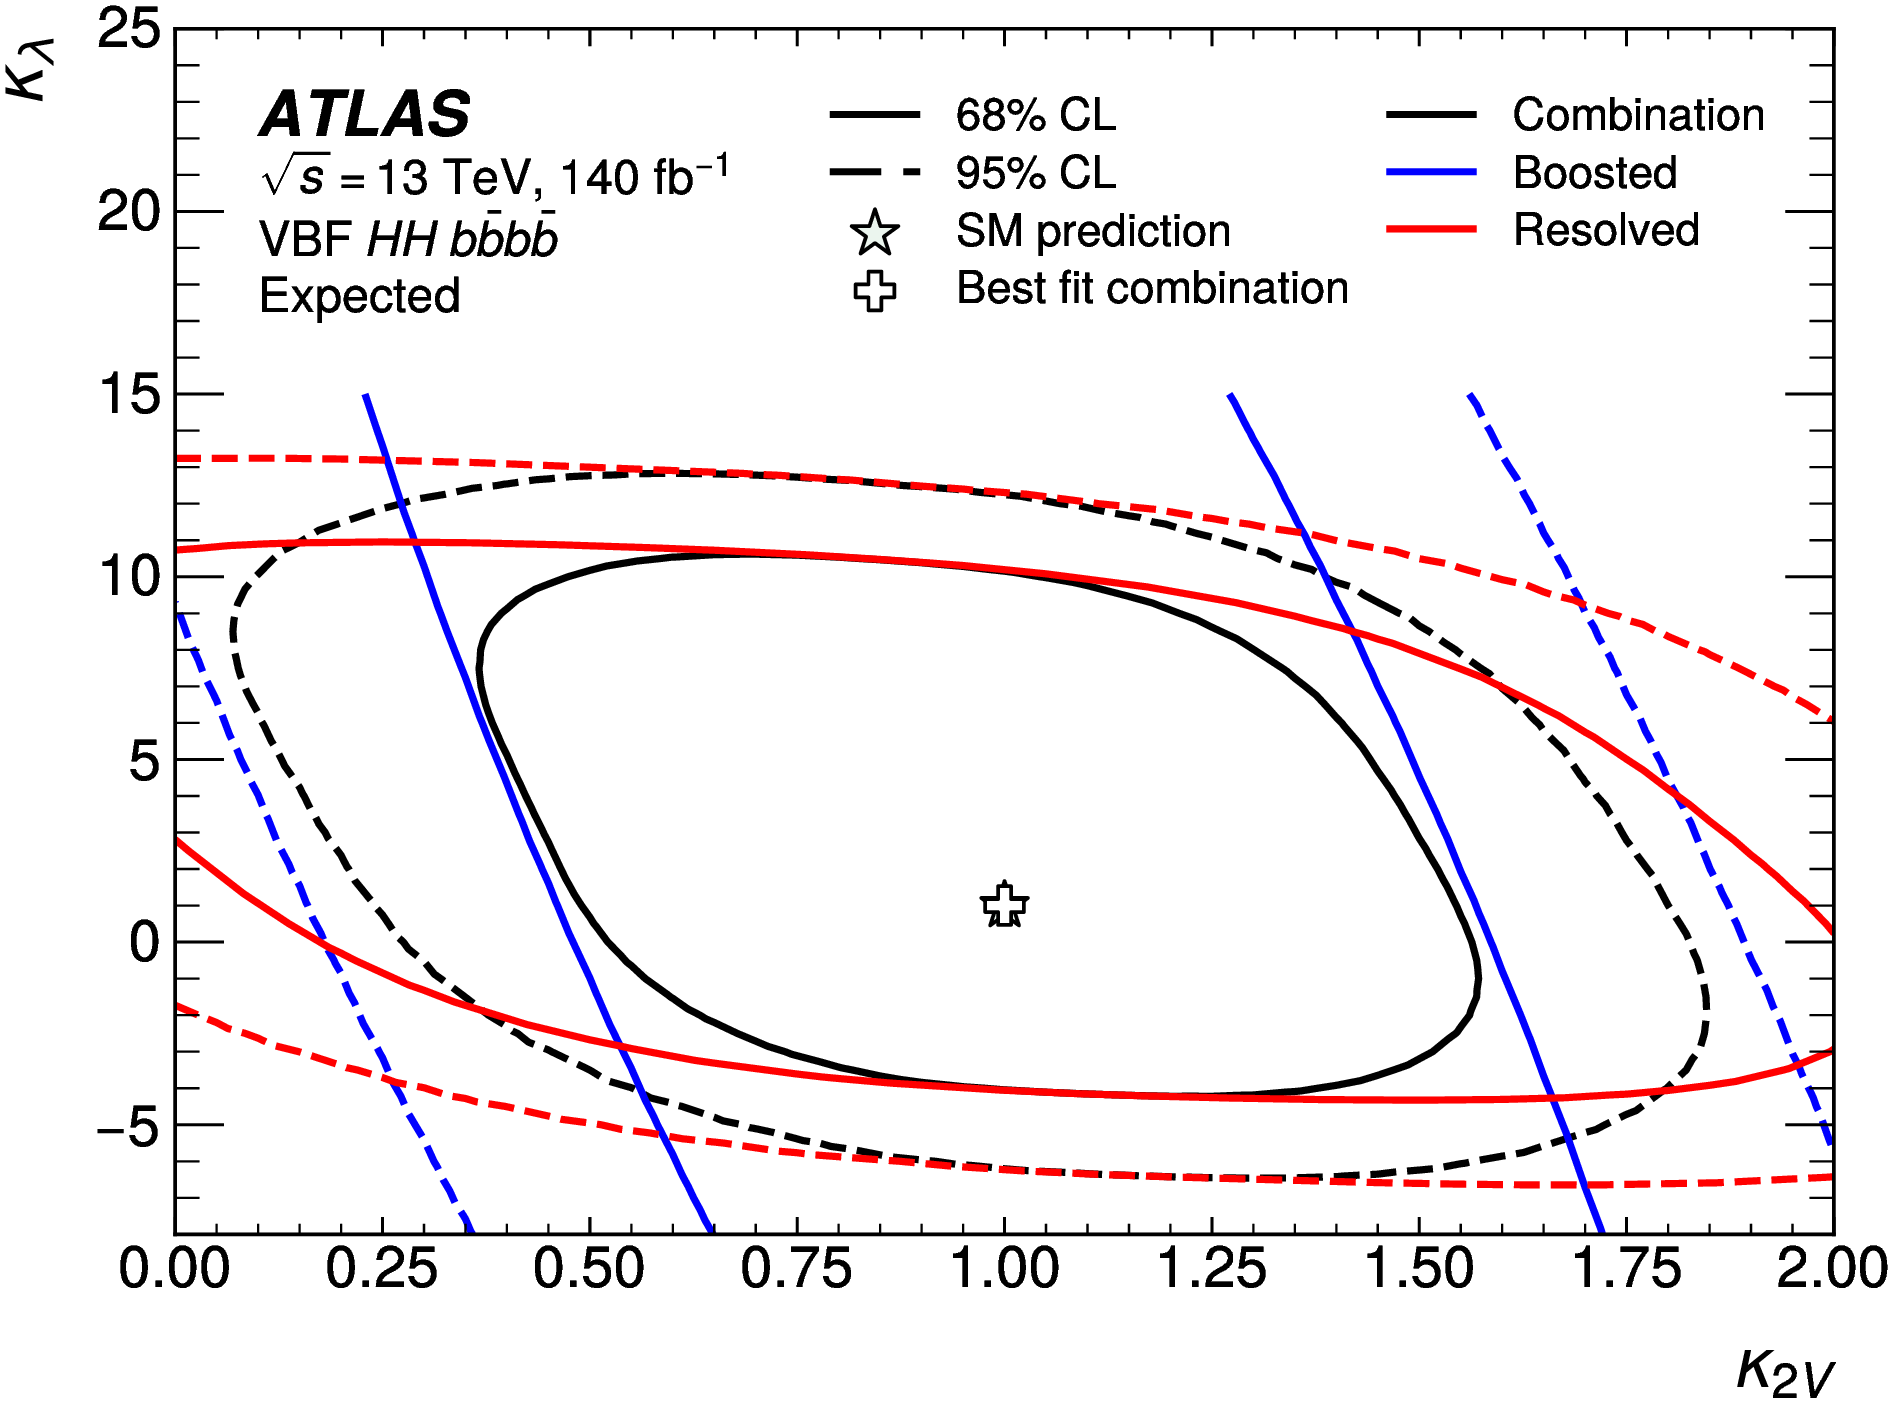 κλ
25
20
15
10
5
0
−5
ATLAS
√s = 13 TeV, 140 fb⁻¹
VBF HH bb̄bb̄
Expected
68% CL
95% CL
SM prediction
Best fit combination
Combination
Boosted
Resolved
0.00 0.25 0.50 0.75 1.00 1.25 1.50 1.75 2.00
κ2V